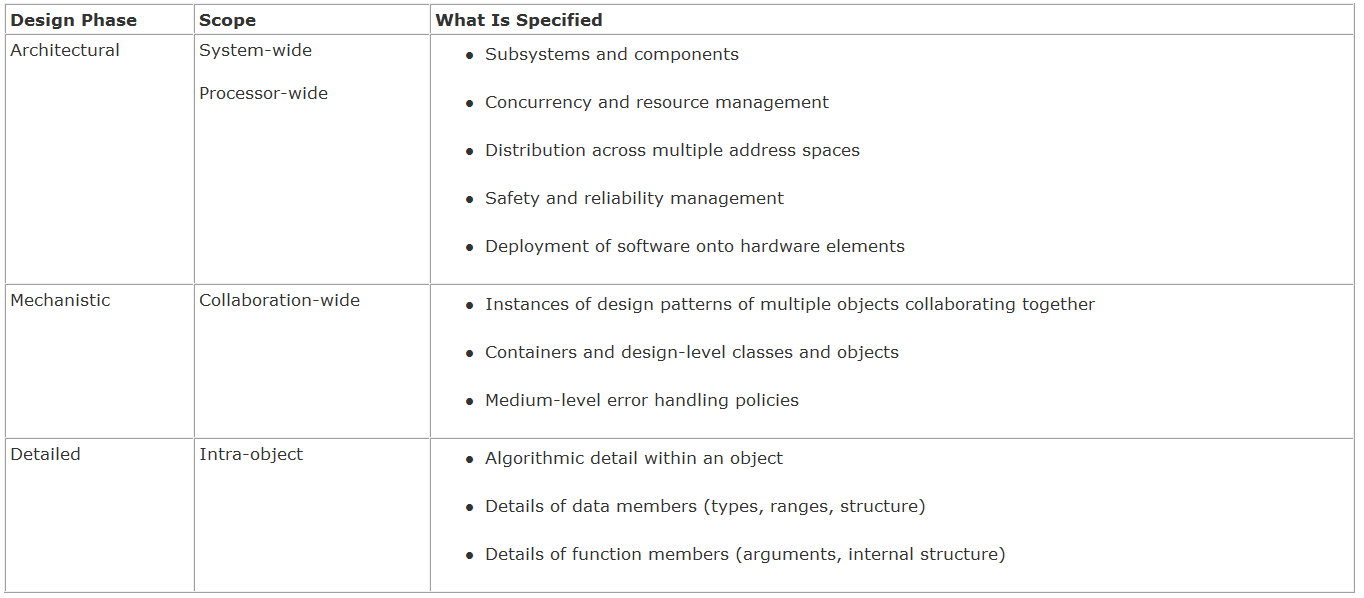 Design Phase Scope What Is Specified
Architectural System-wide • Subsystems and components
Processor-wide
• Concurrency and resource management
• Distribution across multiple address spaces
• Safety and reliability management
• Deployment of software onto hardware elements
Mechanistic Collaboration-wide • Instances of design patterns of multiple objects collaborating together
• Containers and design-level classes and objects
• Medium-level error handling policies
Detailed Intra-object • Algorithmic detail within an object
• Details of data members (types, ranges, structure)
• Details of function members (arguments, internal structure)